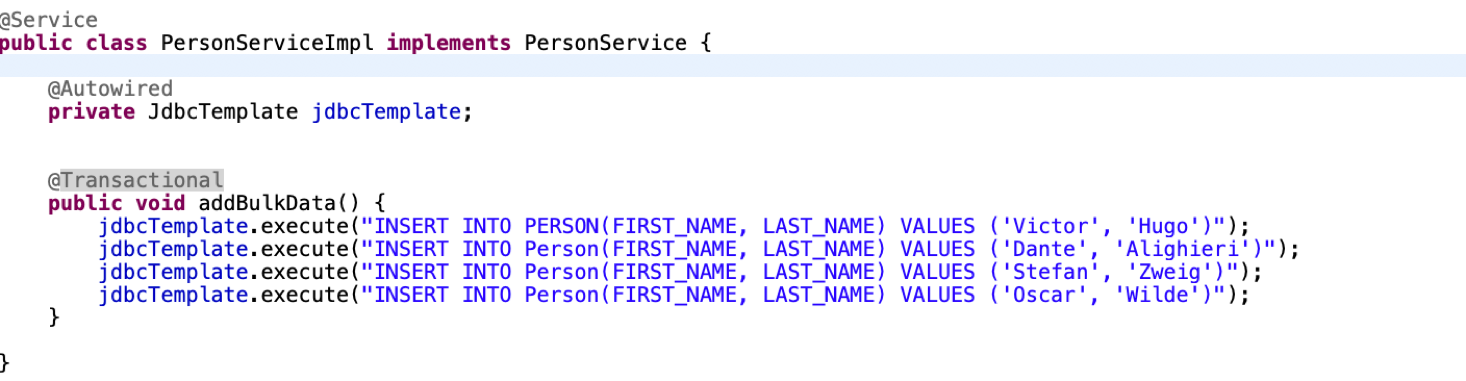 @Service
public class PersonServiceImpl implements PersonService {
@Autowired
private JdbcTemplate jdbcTemplate;
@Transactional
public void addBulkData() {
jdbcTemplate.execute("INSERT INTO PERSON(FIRST_NAME, LAST_NAME) VALUES ('Victor', 'Hugo')");
jdbcTemplate.execute("INSERT INTO Person(FIRST_NAME, LAST_NAME) VALUES ('Dante', 'Alighieri')");
jdbcTemplate.execute("INSERT INTO Person(FIRST_NAME, LAST_NAME) VALUES ('Stefan', 'Zweig')");
jdbcTemplate.execute("INSERT INTO Person(FIRST_NAME, LAST_NAME) VALUES ('Oscar', 'Wilde')");
}
}